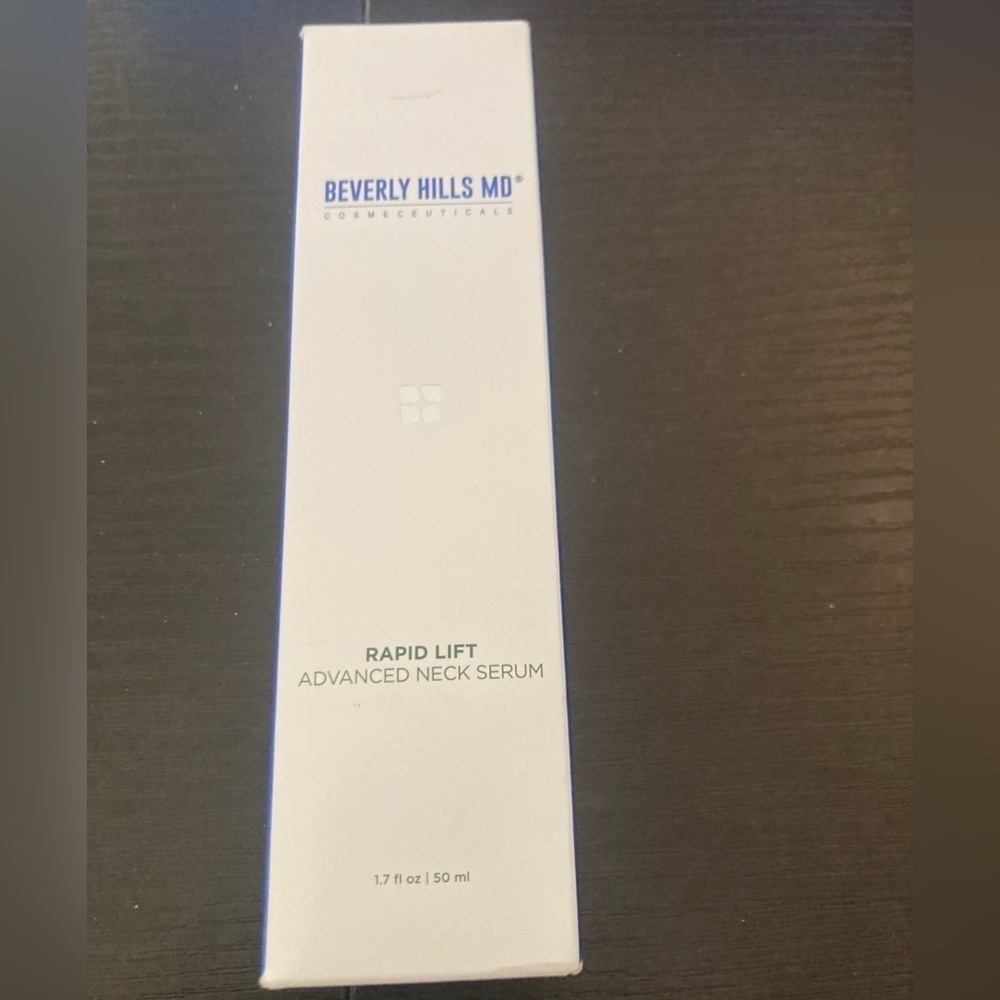 BEVERLY HILLS MD®
COSMECEUTICALS
RAPID LIFT
ADVANCED NECK SERUM
1.7 fl oz | 50 ml